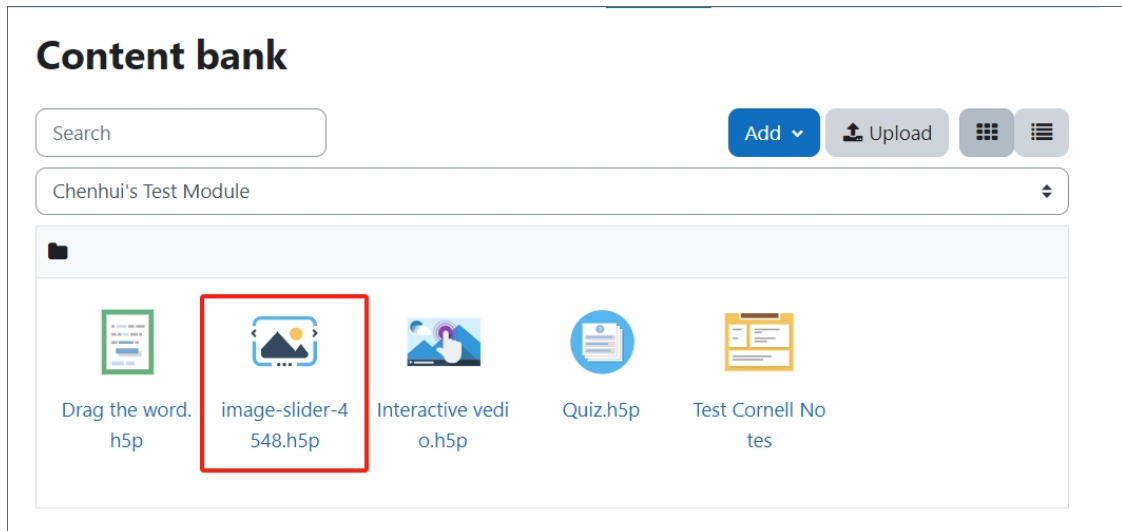 Content bank
Search
Add
Upload
Chenhui's Test Module
Drag the word.
h5p
image-slider-4
548.h5p
Interactive vedi
o.h5p
Quiz.h5p
Test Cornell No
tes